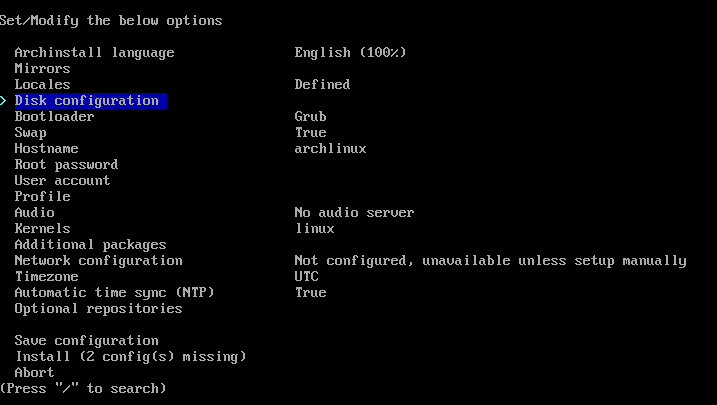 Set/Modify the below options
Archinstall language English (100%)
Mirrors
Locales Defined
> Disk configuration
Bootloader Grub
Swap True
Hostname archlinux
Root password
User account
Profile
Audio No audio server
Kernels linux
Additional packages
Network configuration Not configured, unavailable unless setup manually
Timezone UTC
Automatic time sync (NTP) True
Optional repositories
Save configuration
Install (2 config(s) missing)
Abort
(Press "/" to search)